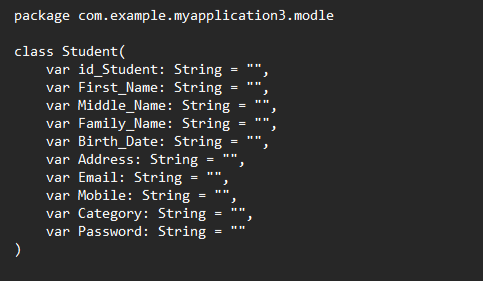 package com.example.myapplication3.modle

class Student(
    var id_Student: String = "",
    var First_Name: String = "",
    var Middle_Name: String = "",
    var Family_Name: String = "",
    var Birth_Date: String = "",
    var Address: String = "",
    var Email: String = "",
    var Mobile: String = "",
    var Category: String = "",
    var Password: String = ""
)